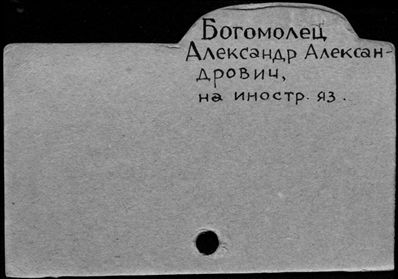 Богомолец
Александр Алексан-
дрович,
на иностр. яз.